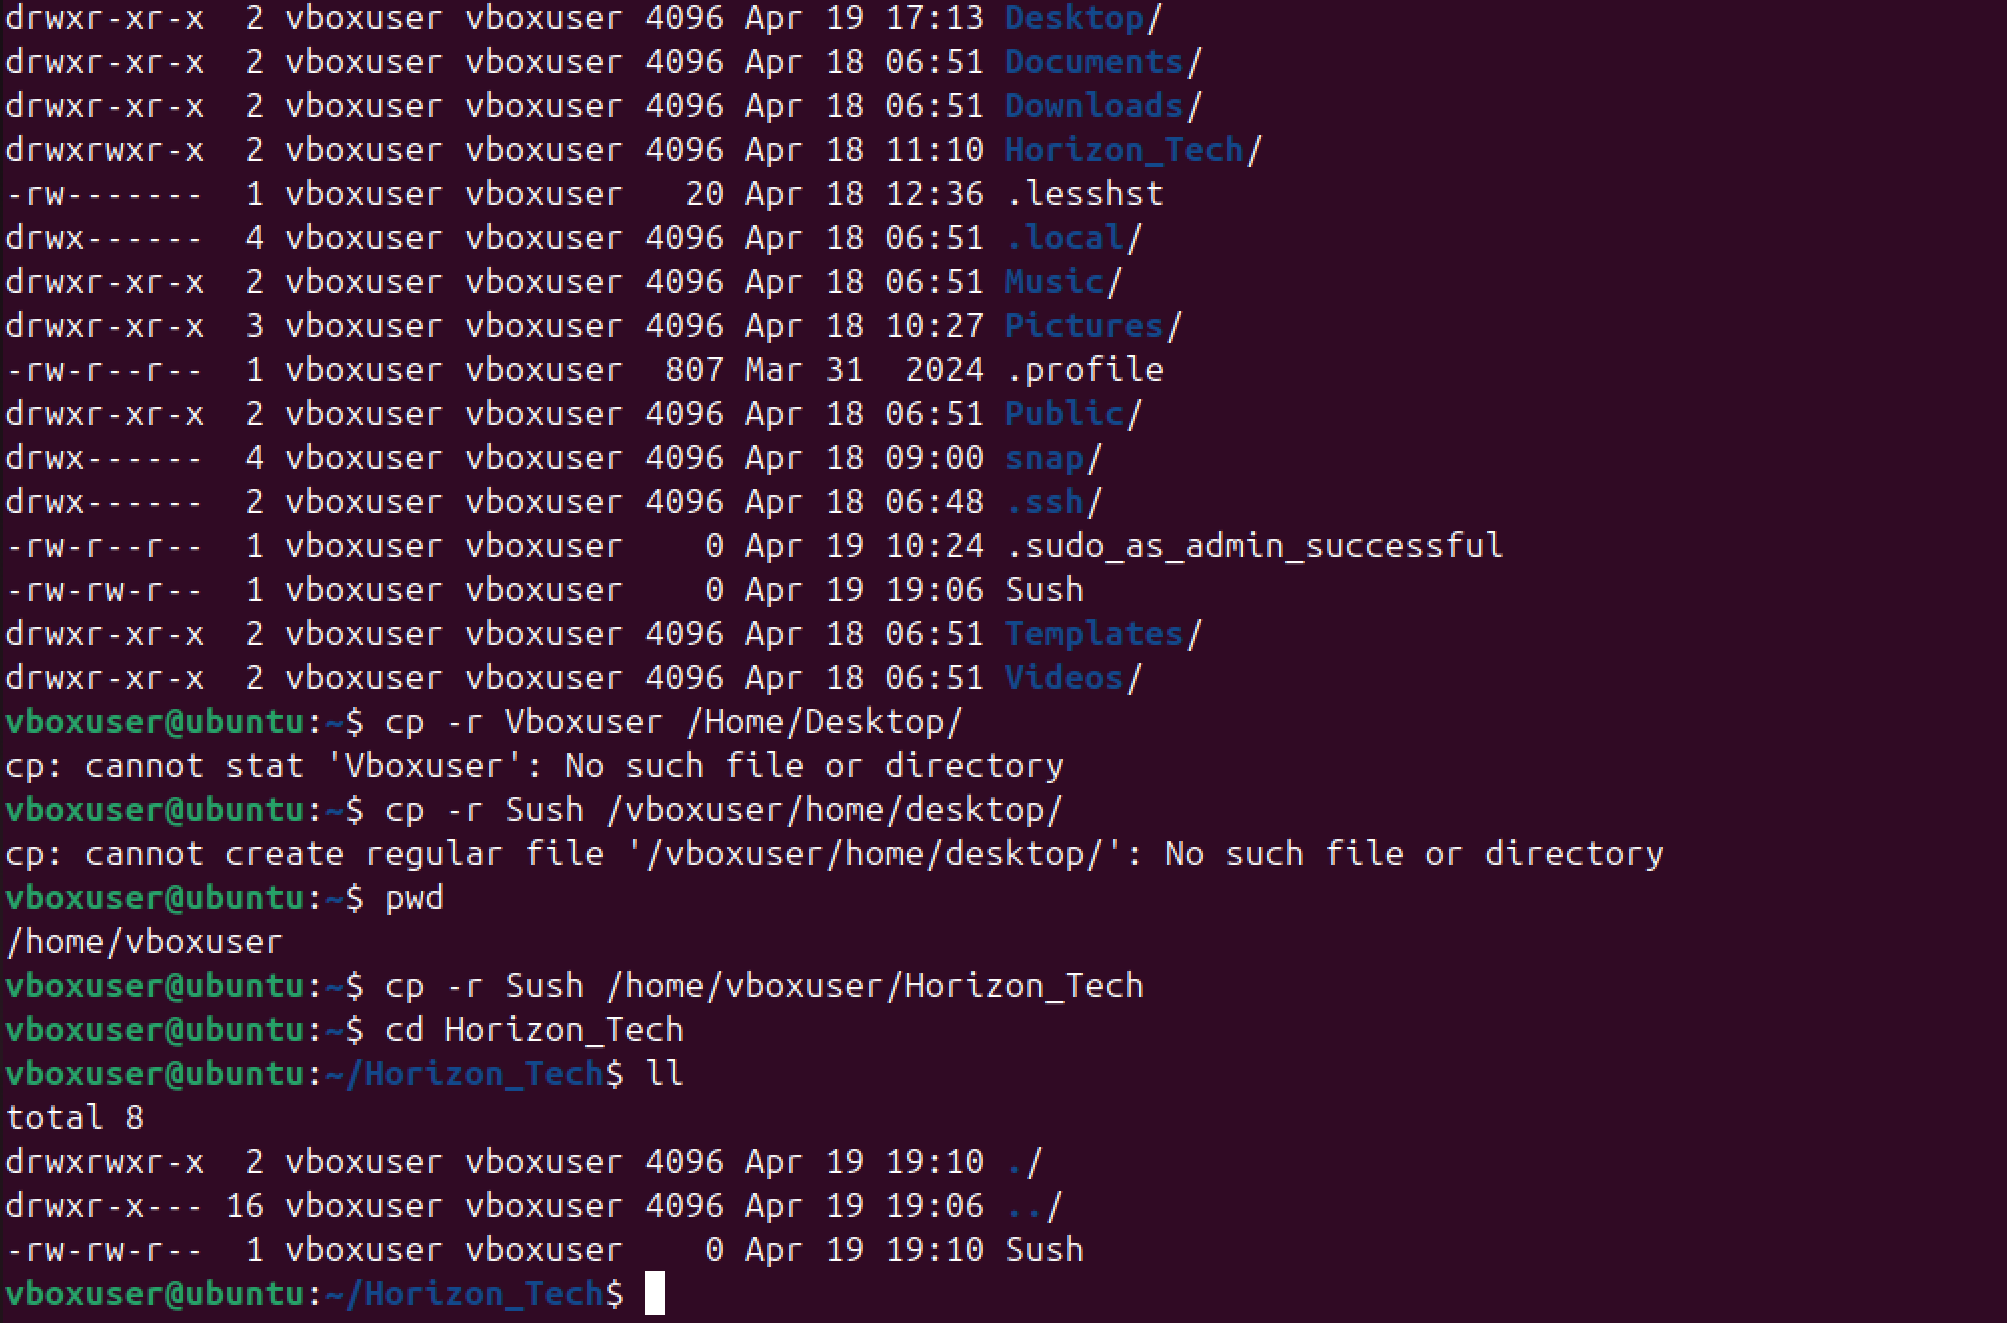 drwxr-xr-x  2 vboxuser vboxuser 4096 Apr 19 17:13 Desktop/
drwxr-xr-x  2 vboxuser vboxuser 4096 Apr 18 06:51 Documents/
drwxr-xr-x  2 vboxuser vboxuser 4096 Apr 18 06:51 Downloads/
drwxrwxr-x  2 vboxuser vboxuser 4096 Apr 18 11:10 Horizon_Tech/
-rw-------  1 vboxuser vboxuser   20 Apr 18 12:36 .lesshst
drwx------  4 vboxuser vboxuser 4096 Apr 18 06:51 .local/
drwxr-xr-x  2 vboxuser vboxuser 4096 Apr 18 06:51 Music/
drwxr-xr-x  3 vboxuser vboxuser 4096 Apr 18 10:27 Pictures/
-rw-r--r--  1 vboxuser vboxuser  807 Mar 31  2024 .profile
drwxr-xr-x  2 vboxuser vboxuser 4096 Apr 18 06:51 Public/
drwx------  4 vboxuser vboxuser 4096 Apr 18 09:00 snap/
drwx------  2 vboxuser vboxuser 4096 Apr 18 06:48 .ssh/
-rw-r--r--  1 vboxuser vboxuser    0 Apr 19 10:24 .sudo_as_admin_successful
-rw-rw-r--  1 vboxuser vboxuser    0 Apr 19 19:06 Sush
drwxr-xr-x  2 vboxuser vboxuser 4096 Apr 18 06:51 Templates/
drwxr-xr-x  2 vboxuser vboxuser 4096 Apr 18 06:51 Videos/
vboxuser@ubuntu:~$ cp -r Vboxuser /Home/Desktop/
cp: cannot stat 'Vboxuser': No such file or directory
vboxuser@ubuntu:~$ cp -r Sush /vboxuser/home/desktop/
cp: cannot create regular file '/vboxuser/home/desktop/': No such file or directory
vboxuser@ubuntu:~$ pwd
/home/vboxuser
vboxuser@ubuntu:~$ cp -r Sush /home/vboxuser/Horizon_Tech
vboxuser@ubuntu:~$ cd Horizon_Tech
vboxuser@ubuntu:~/Horizon_Tech$ ll
total 8
drwxrwxr-x  2 vboxuser vboxuser 4096 Apr 19 19:10 ./
drwxr-x--- 16 vboxuser vboxuser 4096 Apr 19 19:06 ../
-rw-rw-r--  1 vboxuser vboxuser    0 Apr 19 19:10 Sush
vboxuser@ubuntu:~/Horizon_Tech$